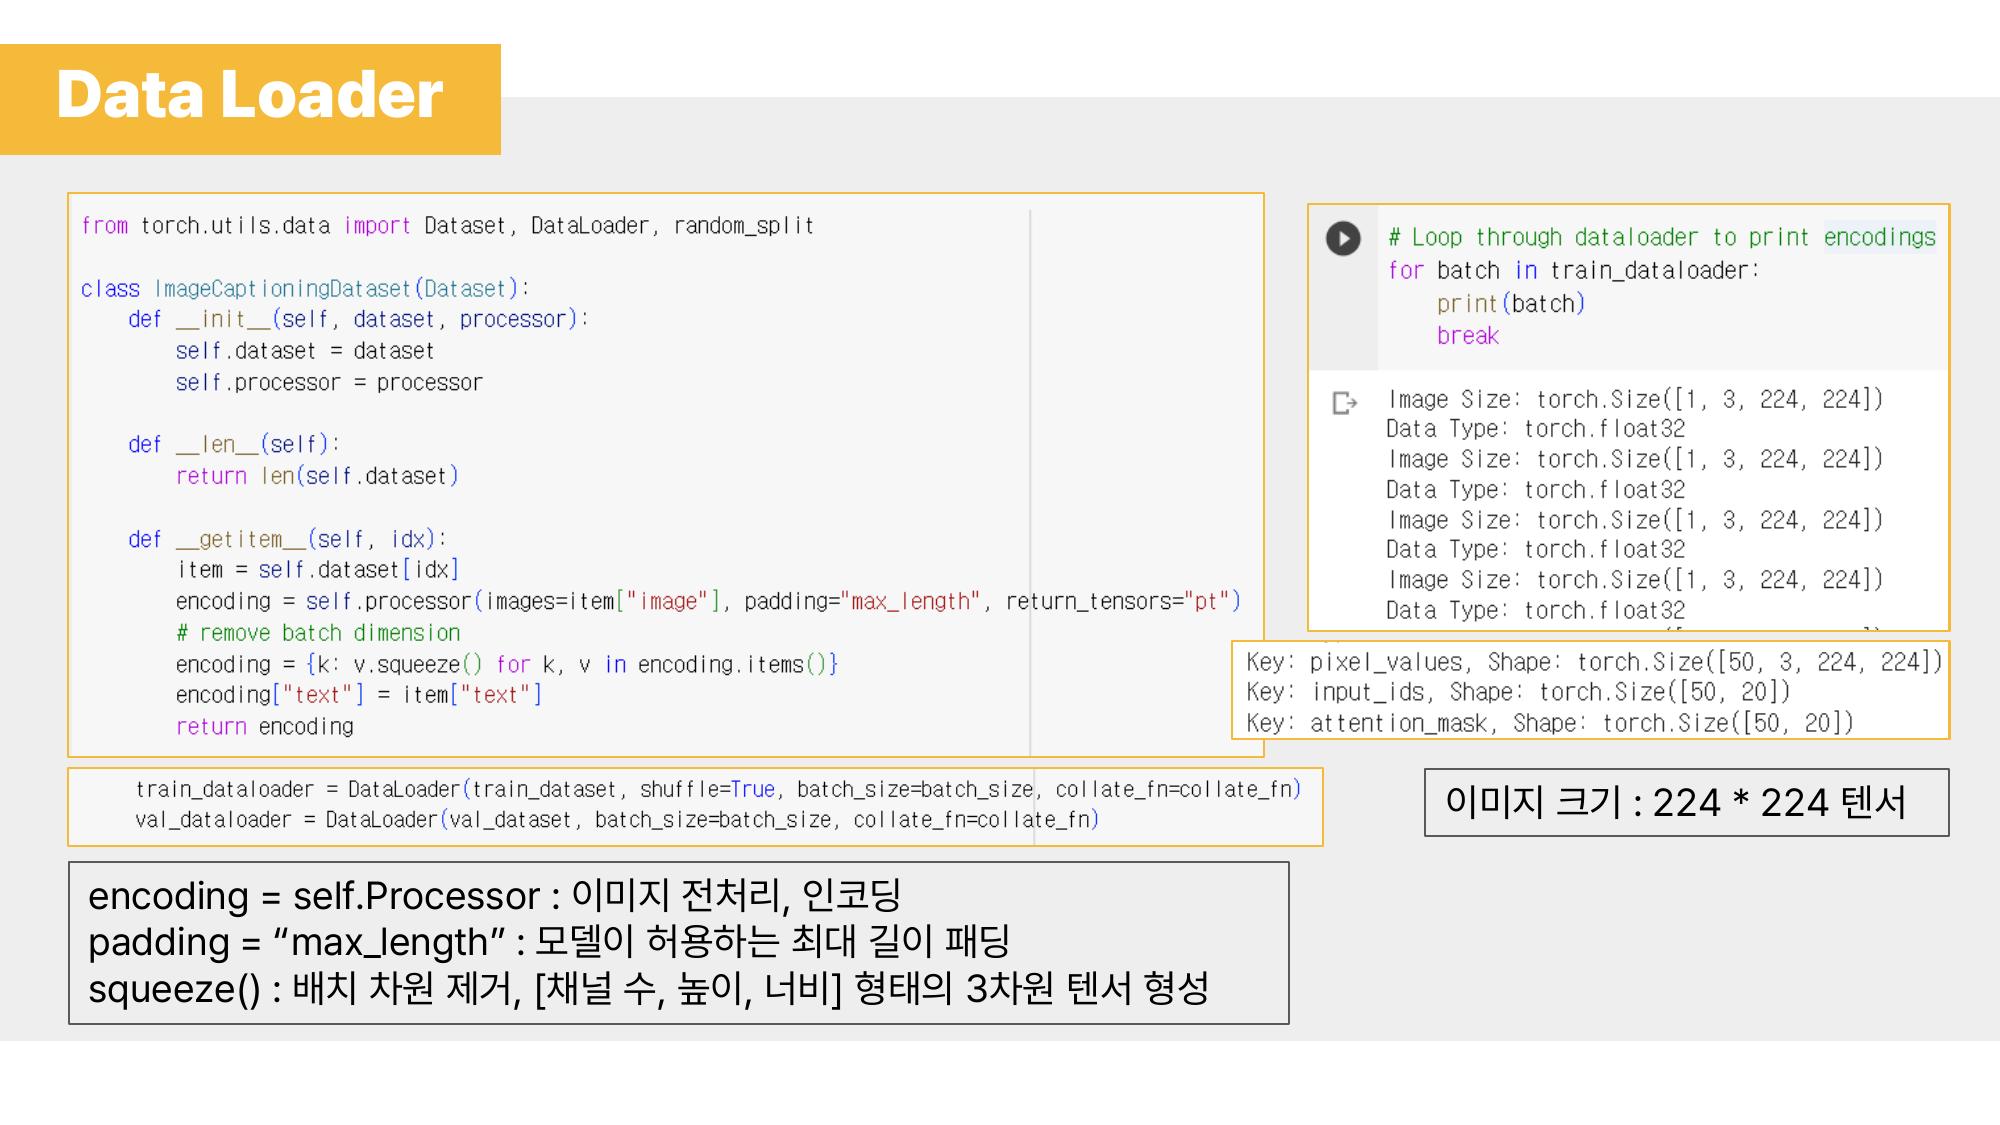 Data Loader
from torch.utils.data import Dataset, DataLoader, random_split
class ImageCaptioningDataset(Dataset):
def __init__(self, dataset, processor):
self.dataset = dataset
self.processor = processor
def __len__(self):
return len(self.dataset)
def __getitem__(self, idx):
item = self.dataset[idx]
encoding = self.processor(images=item["image"], padding="max_length", return_tensors="pt")
# remove batch dimension
encoding = {k: v.squeeze() for k, v in encoding.items()}
encoding["text"] = item["text"]
return encoding
train_dataloader = DataLoader(train_dataset, shuffle=True, batch_size=batch_size, collate_fn=collate_fn)
val_dataloader = DataLoader(val_dataset, batch_size=batch_size, collate_fn=collate_fn)
encoding = self.Processor : 이미지 전처리, 인코딩
padding = “max_length” : 모델이 허용하는 최대 길이 패딩
squeeze() : 배치 차원 제거, [채널 수, 높이, 너비] 형태의 3차원 텐서 형성
# Loop through dataloader to print encodings
for batch in train_dataloader:
print(batch)
break
Image Size: torch.Size([1, 3, 224, 224])
Data Type: torch.float32
Image Size: torch.Size([1, 3, 224, 224])
Data Type: torch.float32
Image Size: torch.Size([1, 3, 224, 224])
Data Type: torch.float32
Image Size: torch.Size([1, 3, 224, 224])
Data Type: torch.float32
Key: pixel_values, Shape: torch.Size([50, 3, 224, 224])
Key: input_ids, Shape: torch.Size([50, 20])
Key: attention_mask, Shape: torch.Size([50, 20])
이미지 크기 : 224 * 224 텐서